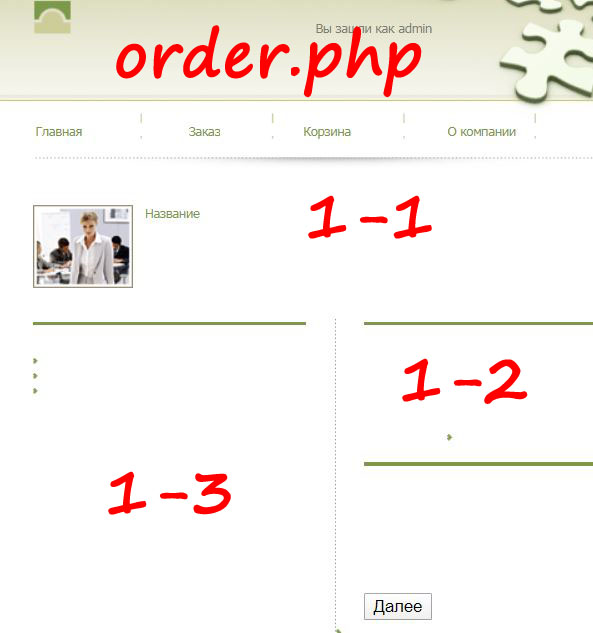 Вы зашли как admin
order.php
Главная Заказ Корзина О компании
Название
1-1
1-2
1-3
Далее